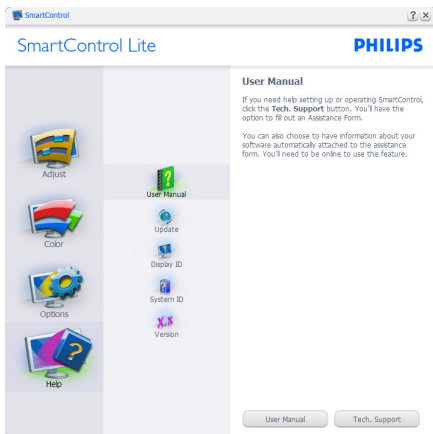 SmartControl
SmartControl Lite
PHILIPS
Adjust
Color
Options
Help
User Manual
Update
Display ID
System ID
X.X
Version
User Manual
If you need help setting up or operating SmartControl,
click the Tech. Support button. You'll have the
option to fill out an Assistance Form.
You can also choose to have information about your
software automatically attached to the assistance
form. You'll need to be online to use this feature.
User Manual
Tech. Support